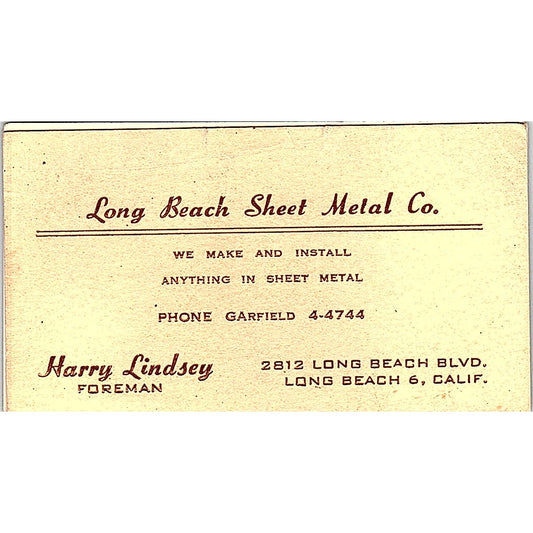 Long Beach Sheet Metal Co.
WE MAKE AND INSTALL
ANYTHING IN SHEET METAL
PHONE GARFIELD 4-4744
Harry Lindsey
FOREMAN
2812 LONG BEACH BLVD.
LONG BEACH 6, CALIF.